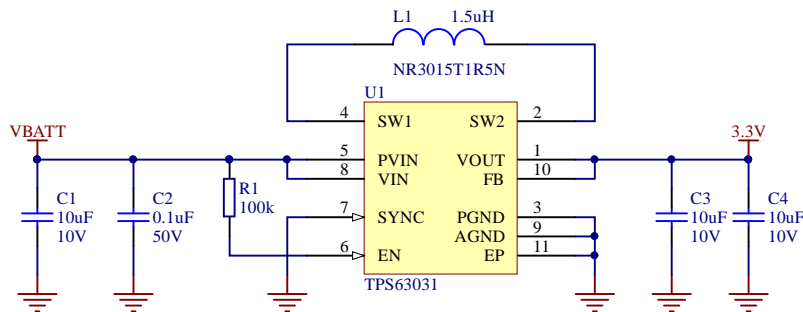 L1 1.5uH
NR3015T1R5N
U1
4 SW1 SW2 2
VBATT 3.3V
5 PVIN VOUT 1
8 VIN FB 10
R1
100k
C1
10uF
10V
C2
0.1uF
50V
7 SYNC PGND 3
AGND 9
6 EN EP 11
TPS63031
C3
10uF
10V
C4
10uF
10V